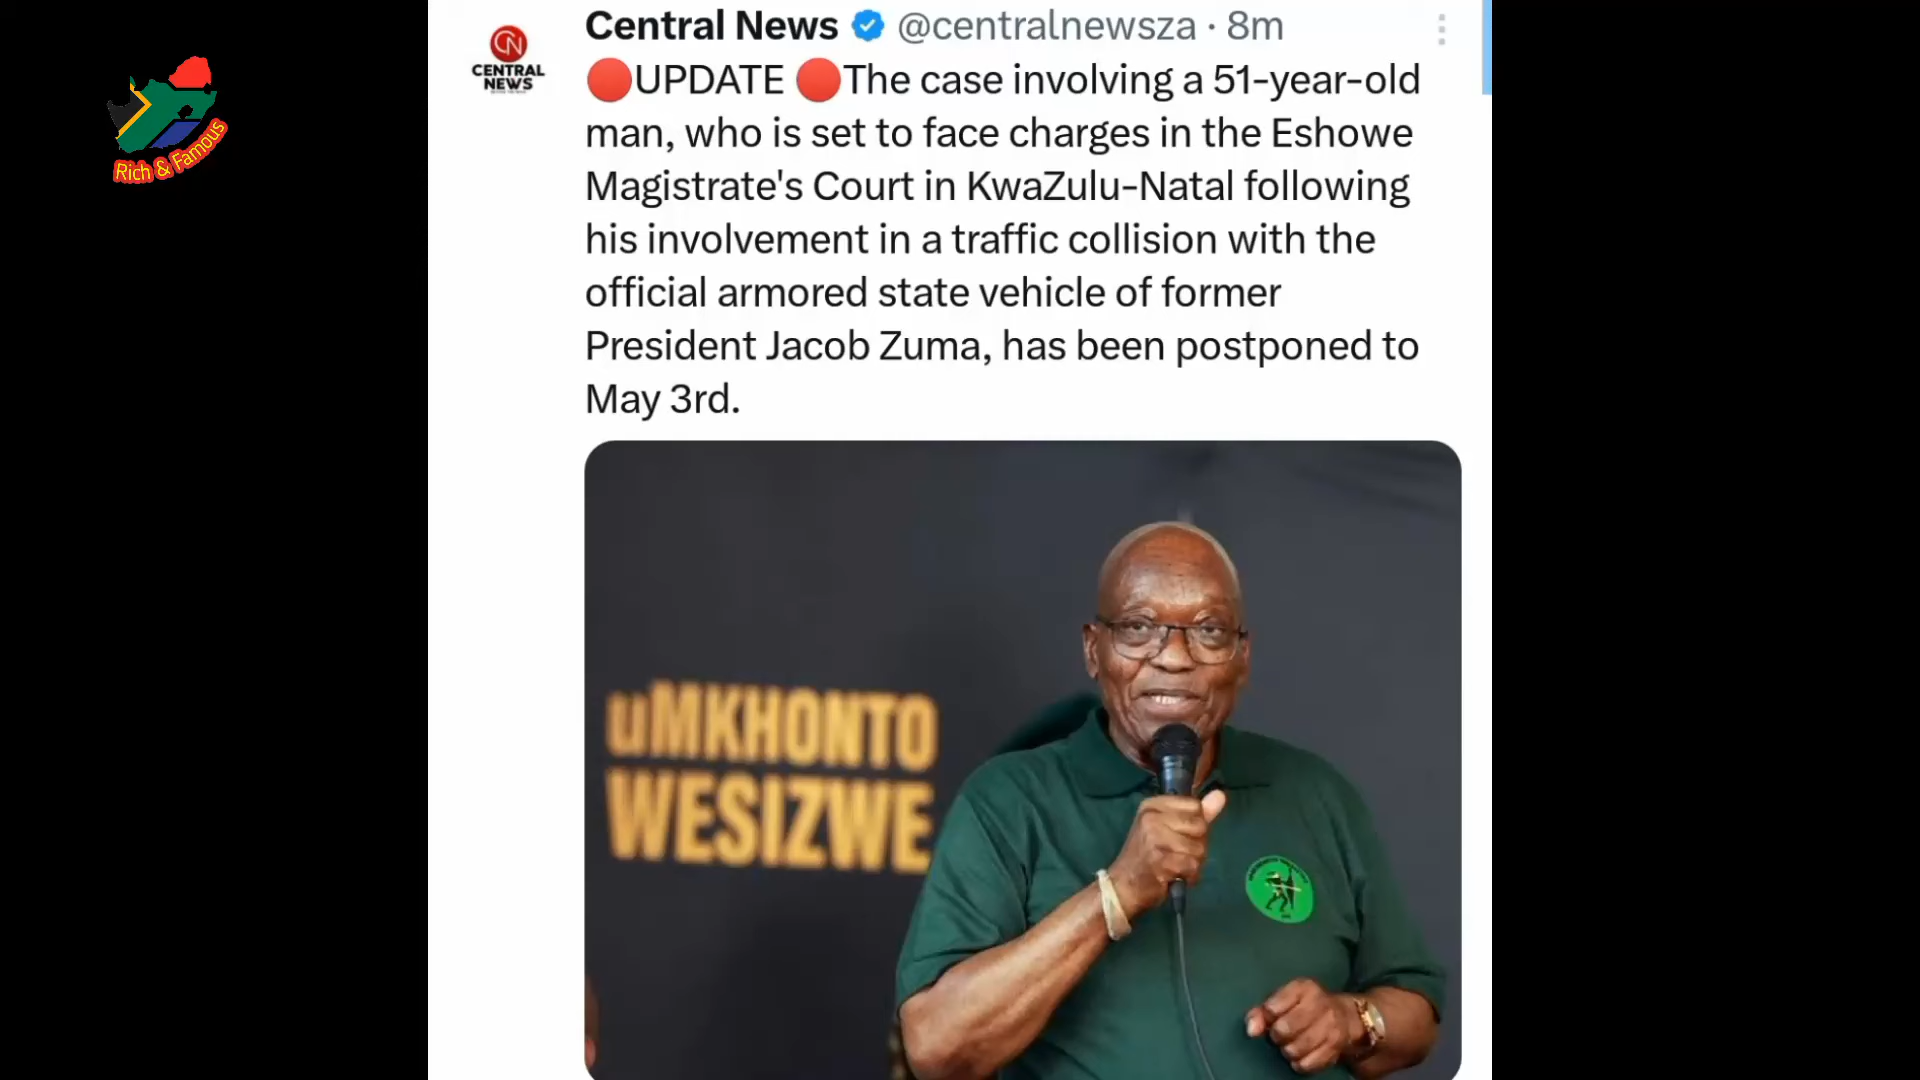 Rich & Famous
CN
CENTRAL
NEWS
Central News @centralnewsza · 8m
🔴UPDATE 🔴The case involving a 51-year-old
man, who is set to face charges in the Eshowe
Magistrate's Court in KwaZulu-Natal following
his involvement in a traffic collision with the
official armored state vehicle of former
President Jacob Zuma, has been postponed to
May 3rd.
uMKHONTO
WESIZWE